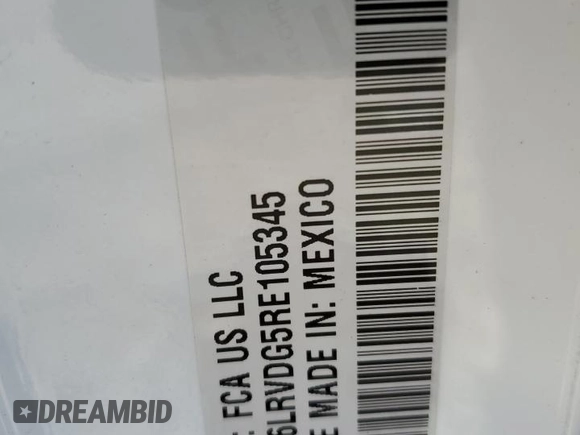 : FCA US LLC
6LRVDG5RE105345
E MADE IN: MEXICO
DREAMBID